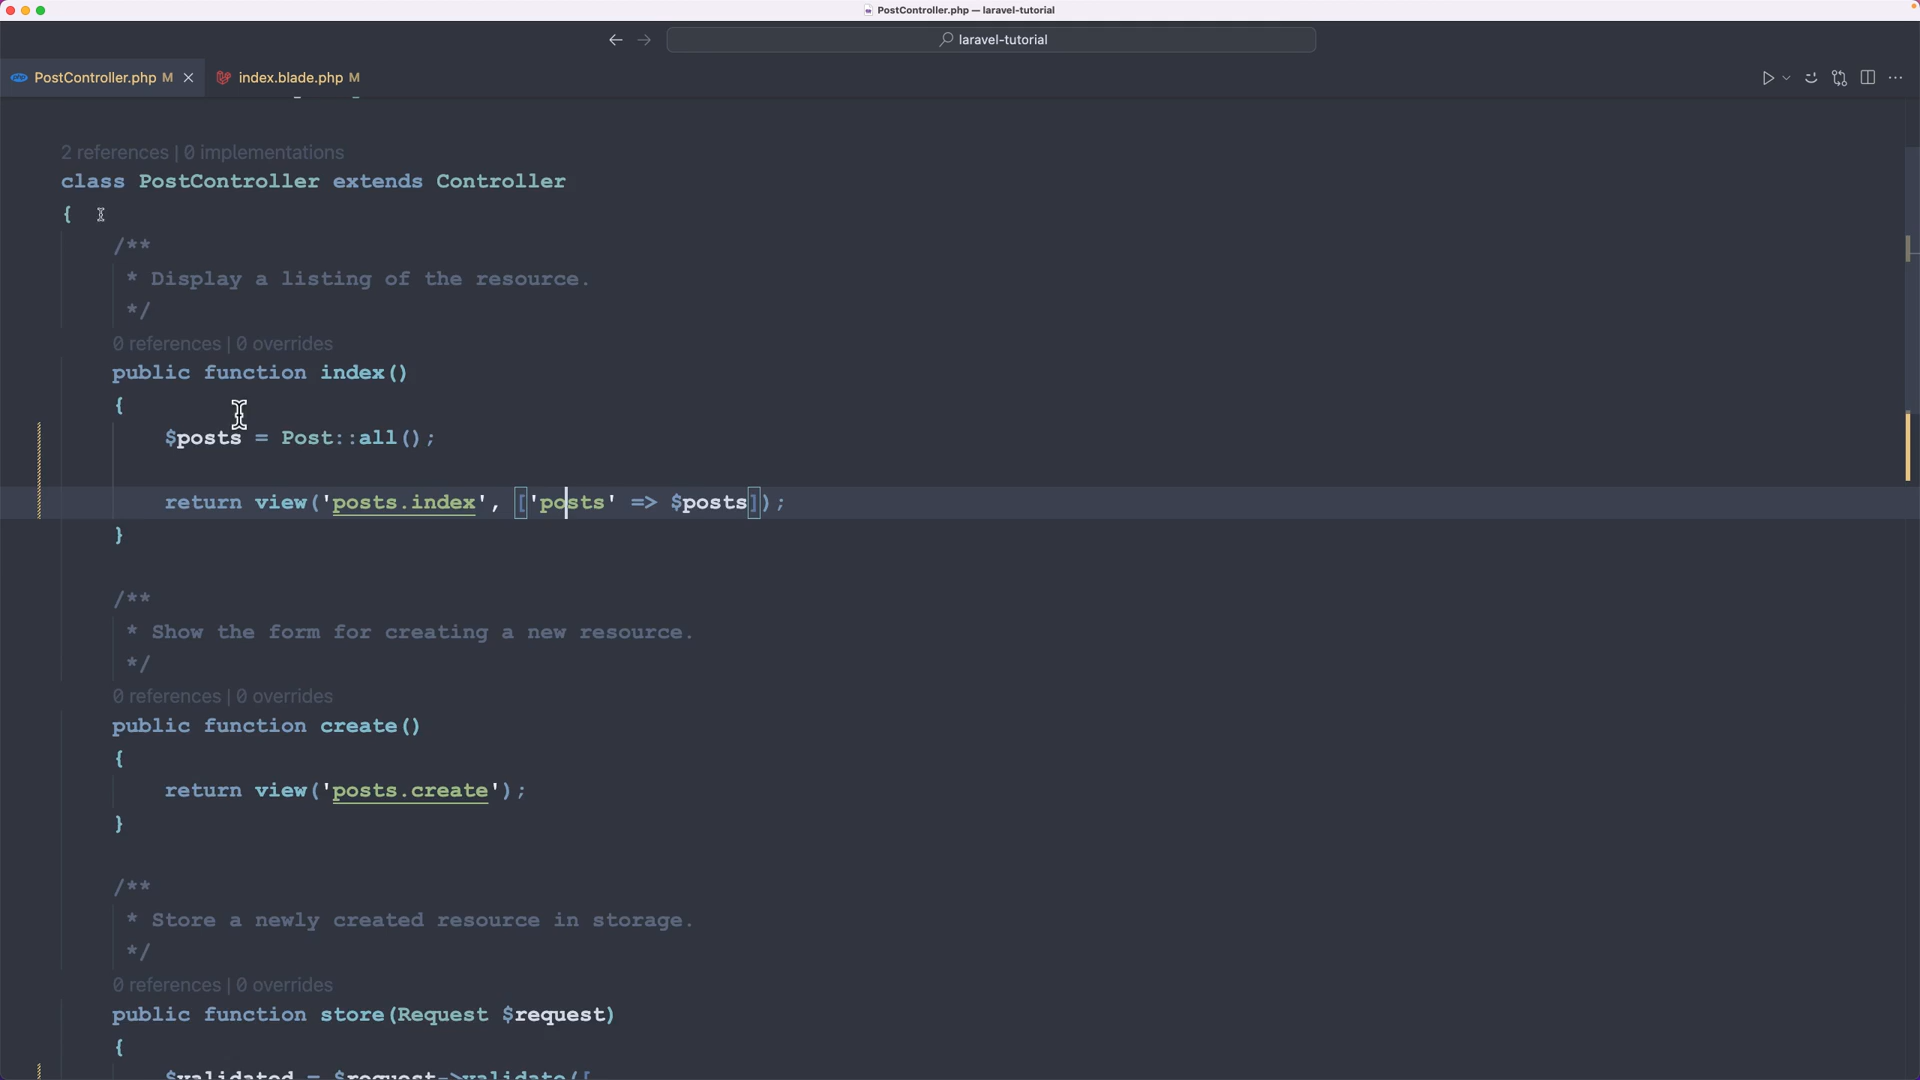 PostController.php — laravel-tutorial
laravel-tutorial
PostController.php M
index.blade.php M
2 references | 0 implementations
class PostController extends Controller
{
/**
* Display a listing of the resource.
*/
0 references | 0 overrides
public function index()
{
$posts = Post::all();
return view('posts.index', ['posts' => $posts]);
}
/**
* Show the form for creating a new resource.
*/
0 references | 0 overrides
public function create()
{
return view('posts.create');
}
/**
* Store a newly created resource in storage.
*/
0 references | 0 overrides
public function store(Request $request)
{
$validated = $request->validate([